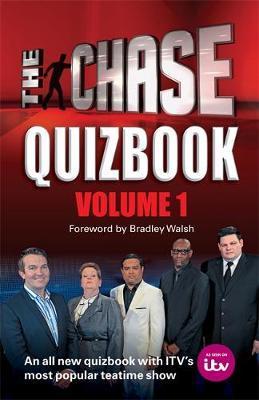 THE CHASE
QUIZBOOK
VOLUME 1
Foreword by Bradley Walsh
AS SEEN ON
itv
An all new quizbook with ITV's
most popular teatime show